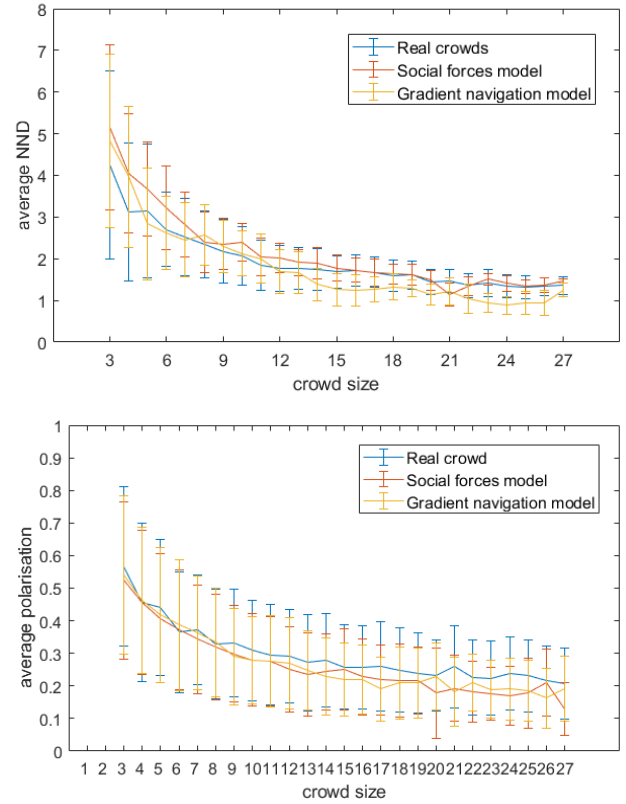 8
7
6
5
4
3
2
1
0
average NND
Real crowds
Social forces model
Gradient navigation model
3 6 9 12 15 18 21 24 27
crowd size
1
0.9
0.8
0.7
0.6
0.5
0.4
0.3
0.2
0.1
0
average polarisation
Real crowd
Social forces model
Gradient navigation model
1 2 3 4 5 6 7 8 9 10 11 12 13 14 15 16 17 18 19 20 21 22 23 24 25 26 27
crowd size